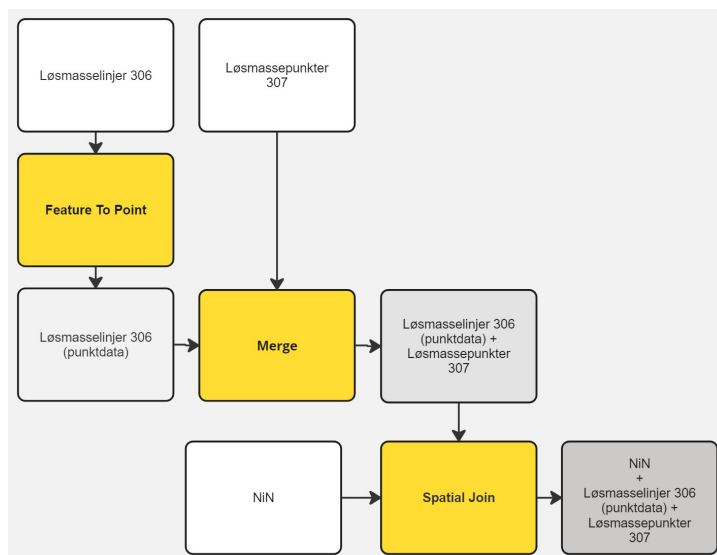 Løsmasselinjer 306
Løsmassepunkter
307
Feature To Point
Løsmasselinjer 306
(punktdata)
Merge
Løsmasselinjer 306
(punktdata) +
Løsmassepunkter
307
NiN
Spatial Join
NiN
+
Løsmasselinjer 306
(punktdata) +
Løsmassepunkter
307